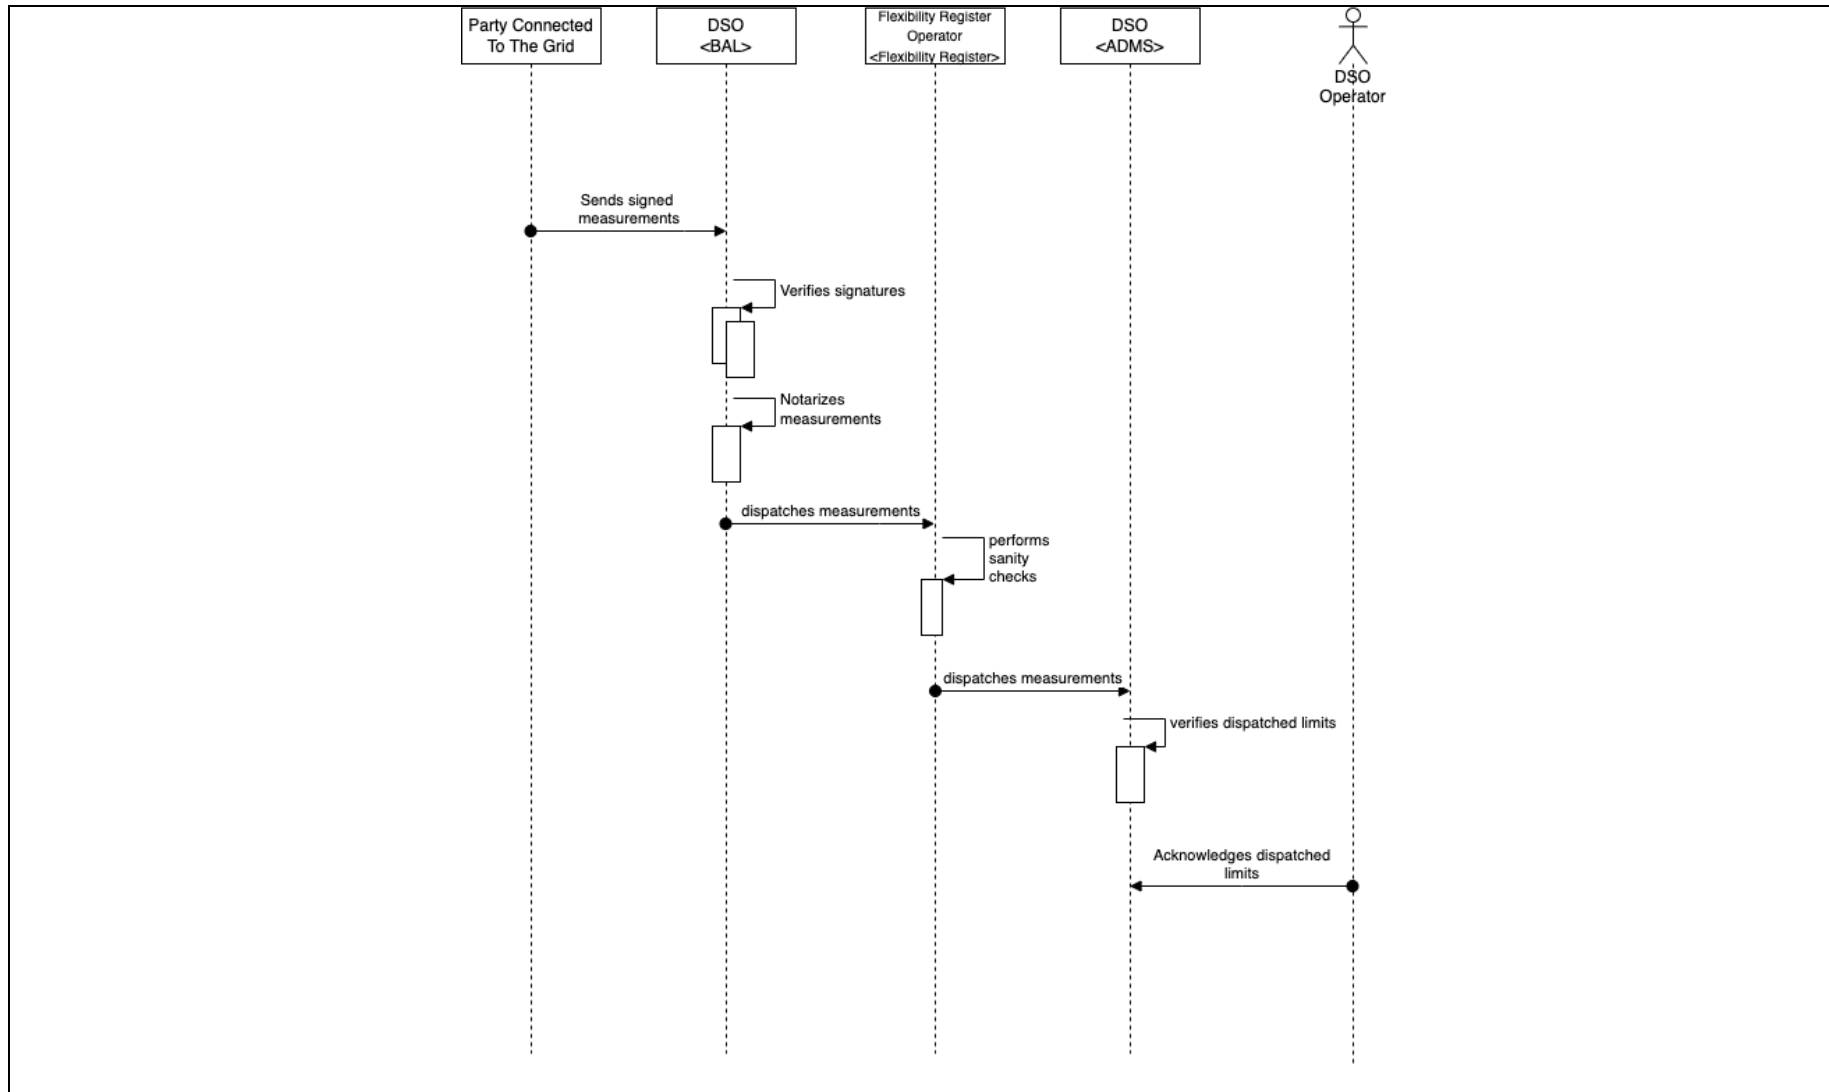 Party Connected
To The Grid
DSO
<BAL>
Flexibility Register
Operator
<Flexibility Register>
DSO
<ADMS>
DSO
Operator
Sends signed
measurements
Verifies signatures
Notarizes
measurements
dispatches measurements
performs
sanity
checks
dispatches measurements
verifies dispatched limits
Acknowledges dispatched
limits